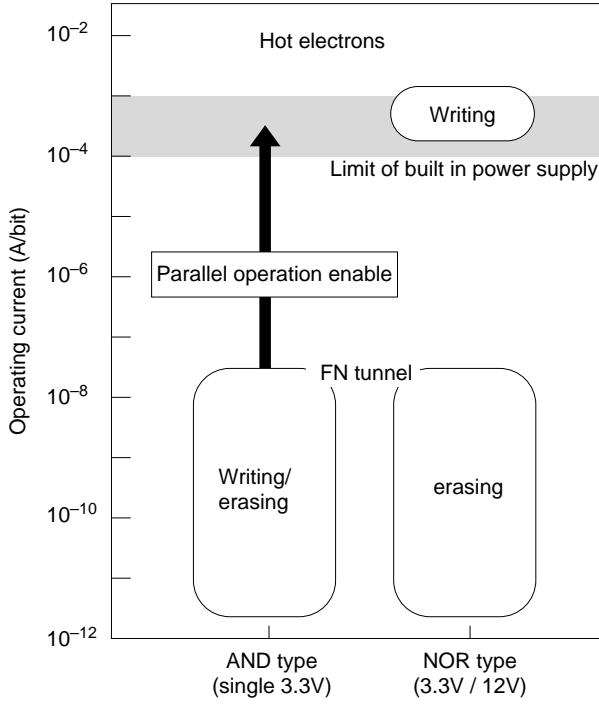 Operating current (A/bit)
10–2
10–4
10–6
10–8
10–10
10–12
Hot electrons
Writing
Limit of built in power supply
Parallel operation enable
FN tunnel
Writing/
erasing
erasing
AND type
(single 3.3V)
NOR type
(3.3V / 12V)